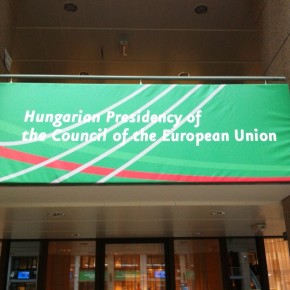 Hungarian Presidency of
the Council of the European Union